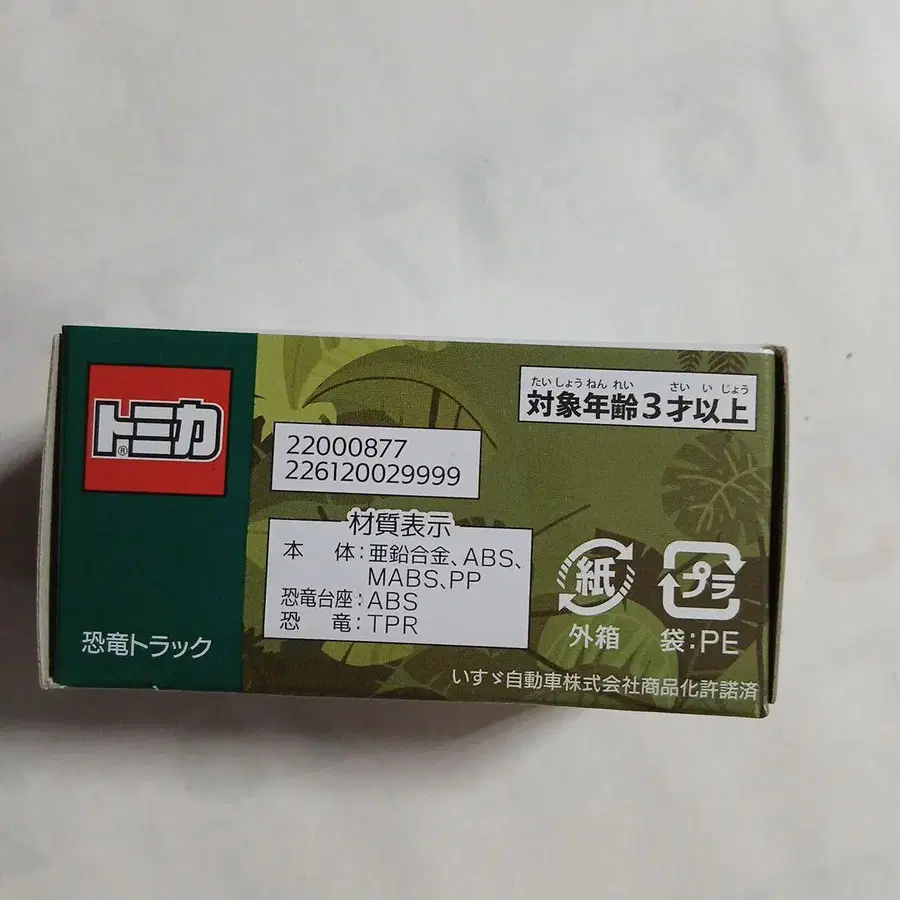 トミカ®
恐竜トラック
22000877
226120029999
材質表示
本 体:亜鉛合金、ABS、
MABS、PP
恐竜台座:ABS
恐 竜:TPR
たいしょうねんれい さいいじょう
対象年齢3才以上
紙
外箱
プラ
袋:PE
いすゞ自動車株式会社商品化許諾済